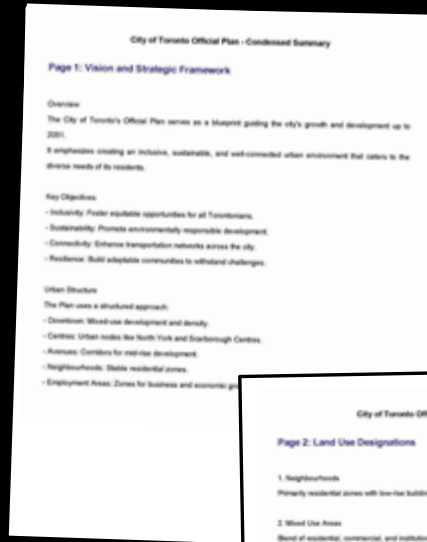 City of Toronto Official Plan - Condensed Summary
Page 1: Vision and Strategic Framework
Overview
The City of Toronto's Official Plan serves as a blueprint guiding the city's growth and development up to
2051.
It emphasizes creating an inclusive, sustainable, and well-connected urban environment that caters to the
diverse needs of its residents.
Key Objectives
- Inclusivity: Foster equitable opportunities for all Torontonians.
- Sustainability: Promote environmentally responsible development.
- Connectivity: Enhance transportation networks across the city.
- Resilience: Build adaptable communities to withstand challenges.
Urban Structure
The Plan uses a structured approach:
- Downtown: Mixed-use development and density.
- Centres: Urban nodes like North York and Scarborough Centres.
- Avenues: Corridors for mid-rise development.
- Neighbourhoods: Stable residential zones.
- Employment Areas: Zones for business and economic
City of Toronto
Page 2: Land Use Designations
1. Neighbourhoods
Primarily residential zones with low-rise
2. Mixed Use Areas
Blend of residential, commercial, and